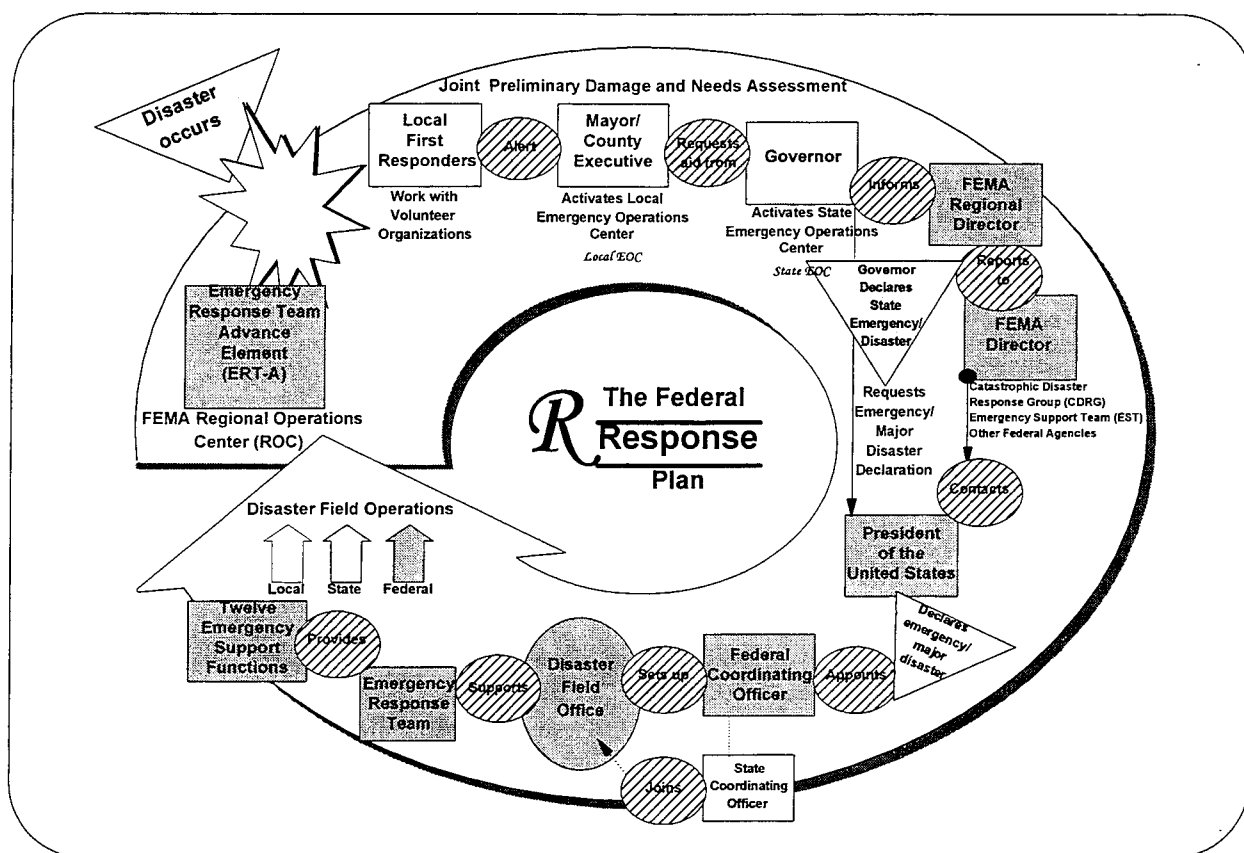 Disaster
occurs
Joint Preliminary Damage and Needs Assessment
Local
First
Responders
Alert
Mayor/
County
Executive
Requests
aid from
Governor
Informs
FEMA
Regional
Director
Work with
Volunteer
Organizations
Activates Local
Emergency Operations
Center
Local EOC
Activates State
Emergency Operations
Center
State EOC
Reports
to
FEMA
Director
Governor
Declares
State
Emergency/
Disaster
Catastrophic Disaster
Response Group (CDRG)
Emergency Support Team (EST)
Other Federal Agencies
Requests
Emergency/
Major
Disaster
Declaration
Contacts
President
of the
United States
Declares
emergency/
major
disaster
Appoints
Federal
Coordinating
Officer
State
Coordinating
Officer
Joins
Sets up
Disaster
Field
Office
Supports
Emergency
Response
Team
Provides
Twelve
Emergency
Support
Functions
Local
State
Federal
Disaster Field Operations
Emergency
Response Team
Advance
Element
(ERT-A)
FEMA Regional Operations
Center (ROC)
R
The Federal
Response
Plan